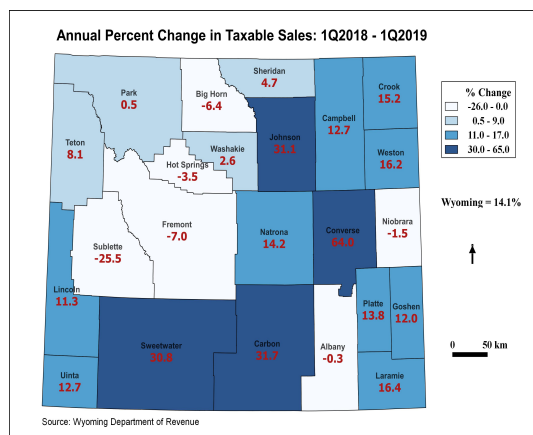 Annual Percent Change in Taxable Sales: 1Q2018 - 1Q2019
Sheridan
4.7
Park
0.5
Big Horn
-6.4
Crook
15.2
Campbell
12.7
Johnson
31.1
Teton
8.1
Washakie
2.6
Weston
16.2
Hot Springs
-3.5
Fremont
-7.0
Natrona
14.2
Converse
64.0
Niobrara
-1.5
Sublette
-25.5
Lincoln
11.3
Platte
13.8
Goshen
12.0
Sweetwater
Carbon
31.7
Albany
-0.3
Uinta
12.7
Laramie
16.4
% Change
-26.0 - 0.0
0.5 - 9.0
11.0 - 17.0
30.0 - 65.0
Wyoming = 14.1%
0 50 km
Source: Wyoming Department of Revenue